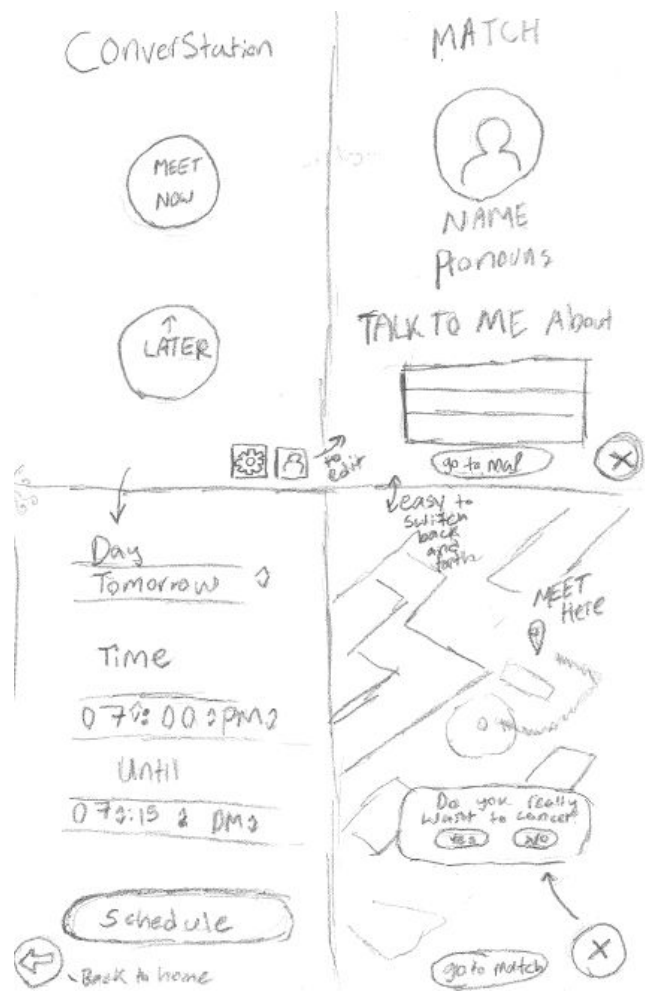 ConverStation
MEET
NOW
LATER
to
edit
MATCH
NAME
Pronouns
TALK TO ME About
go to map
X
easy to
switch
back
and
forth
Day
Tomorrow
Time
07:00 PM
Until
07:15 PM
Schedule
Back to home
MEET
Here
Do you really
want to cancel
Yes
No
X
go to match